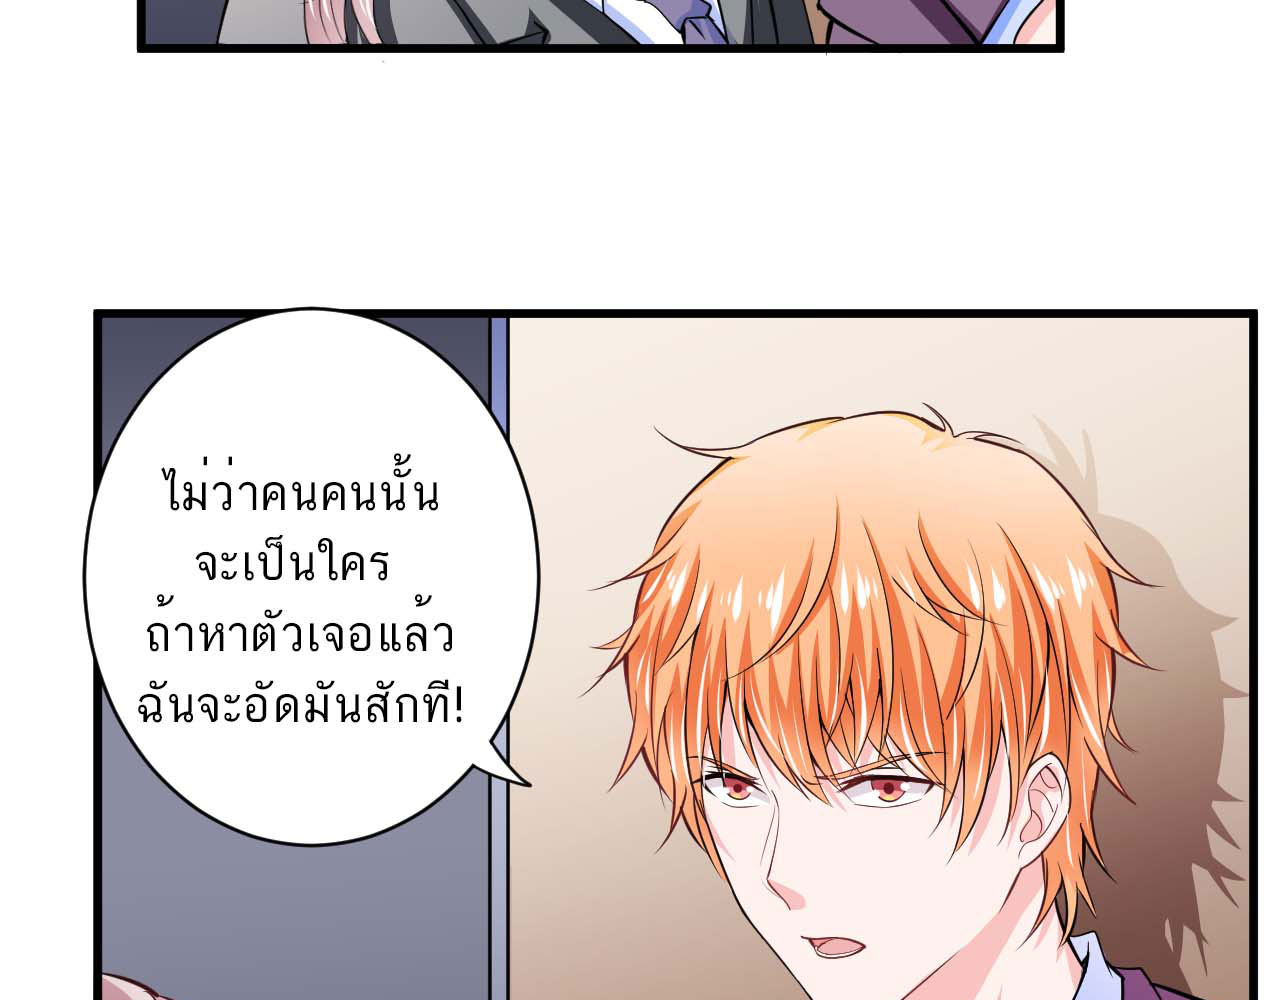 ไม่ว่าคนคนนั้น
จะเป็นใคร
ถ้าหาตัวเจอแล้ว
ฉันจะอัดมันสักที!